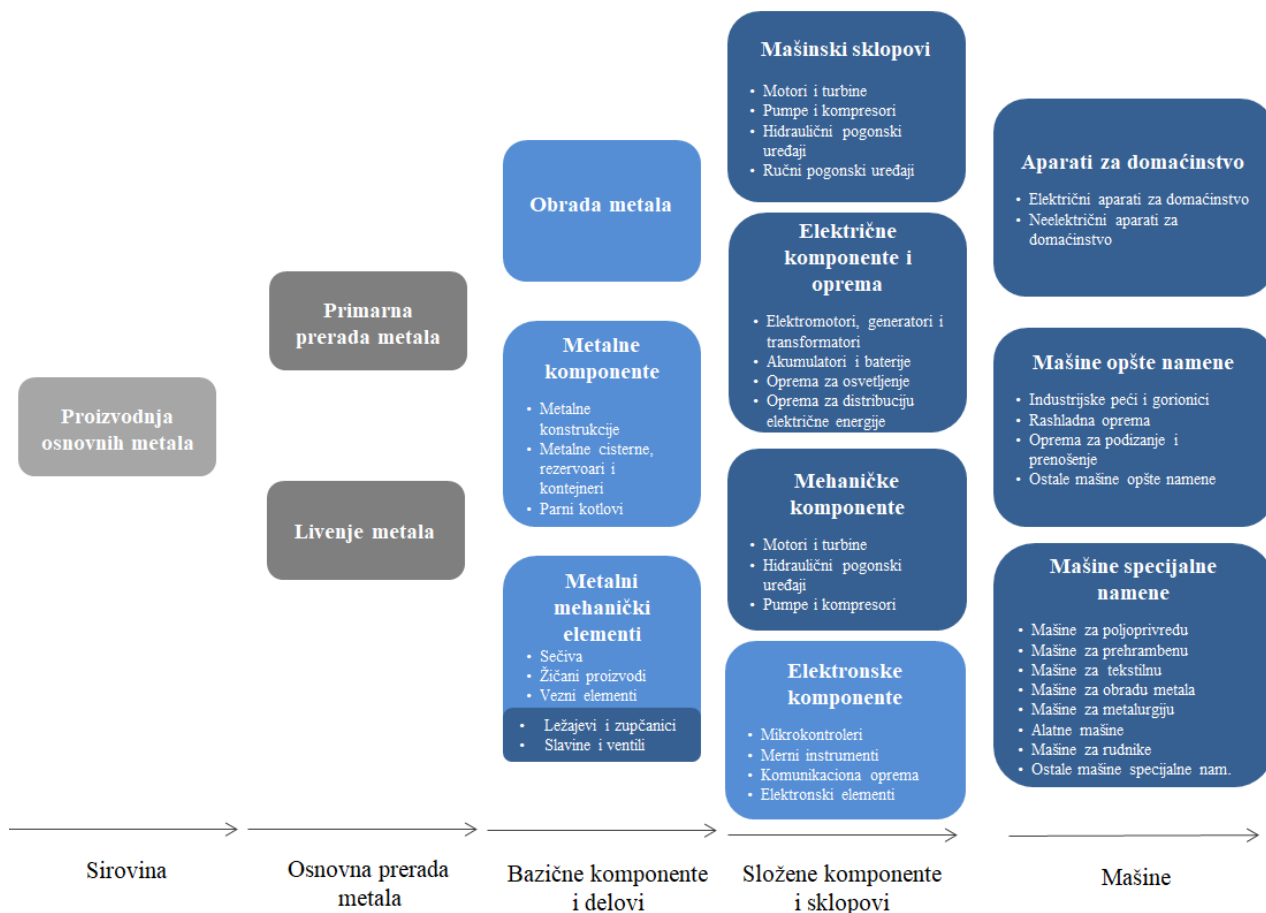 Proizvodnja
osnovnih metala
Primarna
prerada metala
Livenje metala
Obrada metala
Metalne
komponente
• Metalne
konstrukcije
• Metalne cisterne,
rezervoari i
kontejneri
• Parni kotlovi
Metalni
mehanički
elementi
• Sečiva
• Žičani proizvodi
• Vezni elementi
• Ležajevi i zupčanici
• Slavine i ventili
Mašinski sklopovi
• Motori i turbine
• Pumpe i kompresori
• Hidraulični pogonski
uređaji
• Ručni pogonski uređaji
Električne
komponente i
oprema
• Elektromotori, generatori i
transformatori
• Akumulatori i baterije
• Oprema za osvetljenje
• Oprema za distribuciju
električne energije
Mehaničke
komponente
• Motori i turbine
• Hidraulični pogonski
uređaji
• Pumpe i kompresori
Elektronske
komponente
• Mikrokontroleri
• Merni instrumenti
• Komunikaciona oprema
• Elektronski elementi
Aparati za domaćinstvo
• Električni aparati za domaćinstvo
• Neelektrični aparati za
domaćinstvo
Mašine opšte namene
• Industrijske peći i gorionici
• Rashladna oprema
• Oprema za podizanje i
prenošenje
• Ostale mašine opšte namene
Mašine specijalne
namene
• Mašine za poljoprivredu
• Mašine za prehrambenu
• Mašine za tekstilnu
• Mašine za obradu metala
• Mašine za metalurgiju
• Alatne mašine
• Mašine za rudnike
• Ostale mašine specijalne nam.
Sirovina
Osnovna prerada
metala
Bazične komponente
i delovi
Složene komponente
i sklopovi
Mašine